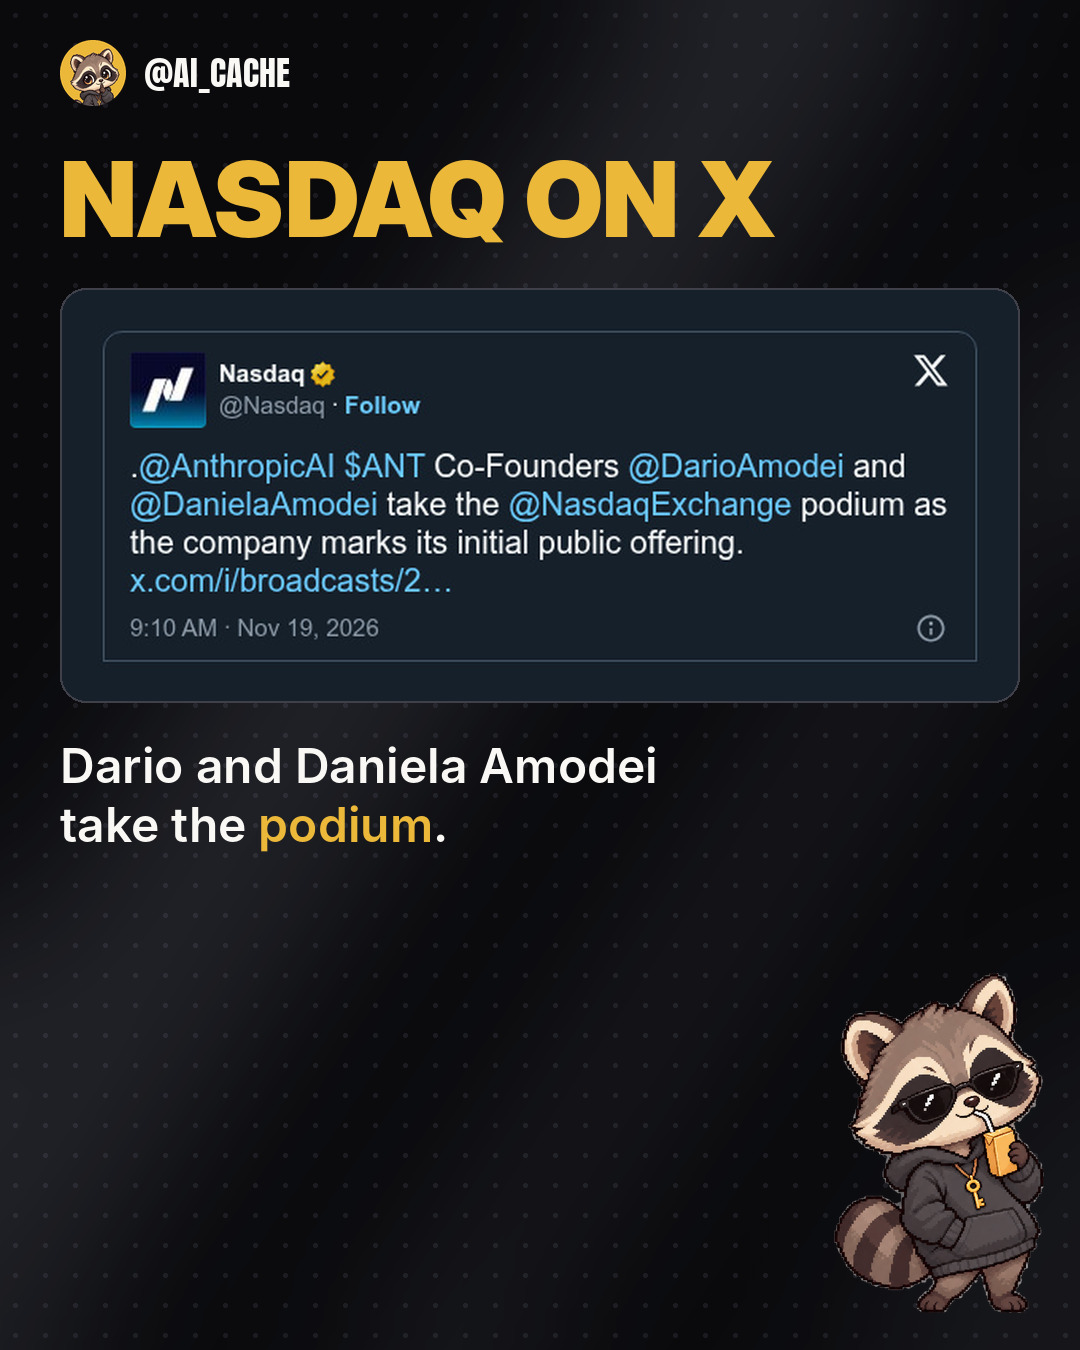 @AI_CACHE
NASDAQ ON X
Nasdaq
@Nasdaq · Follow
.@AnthropicAI $ANT Co-Founders @DarioAmodei and
@DanielaAmodei take the @NasdaqExchange podium as
the company marks its initial public offering.
x.com/i/broadcasts/2…
9:10 AM · Nov 19, 2026
Dario and Daniela Amodei
take the podium.